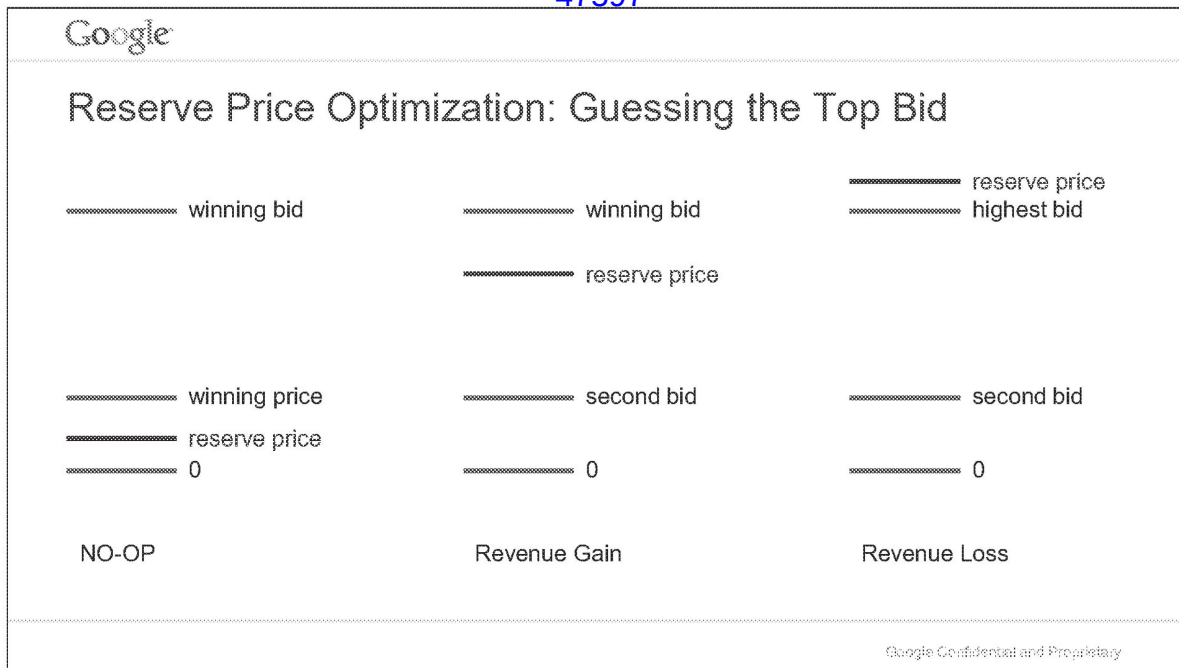 47397
Google
Reserve Price Optimization: Guessing the Top Bid
winning bid
winning price
reserve price
0
NO-OP
winning bid
reserve price
second bid
0
Revenue Gain
reserve price
highest bid
second bid
0
Revenue Loss
Google Confidential and Proprietary